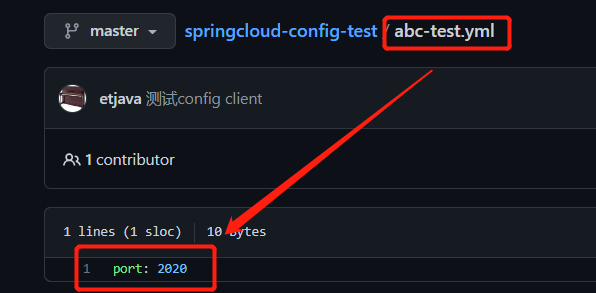 master springcloud-config-test / abc-test.yml
etjava 测试config client
1 contributor
1 lines (1 sloc) 10 Bytes
1 port: 2020